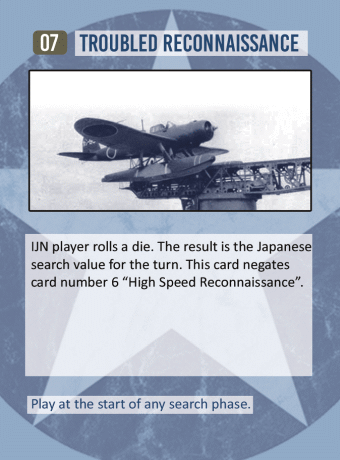 07 TROUBLED RECONNAISSANCE
IJN player rolls a die. The result is the Japanese
search value for the turn. This card negates
card number 6 “High Speed Reconnaissance”.
Play at the start of any search phase.